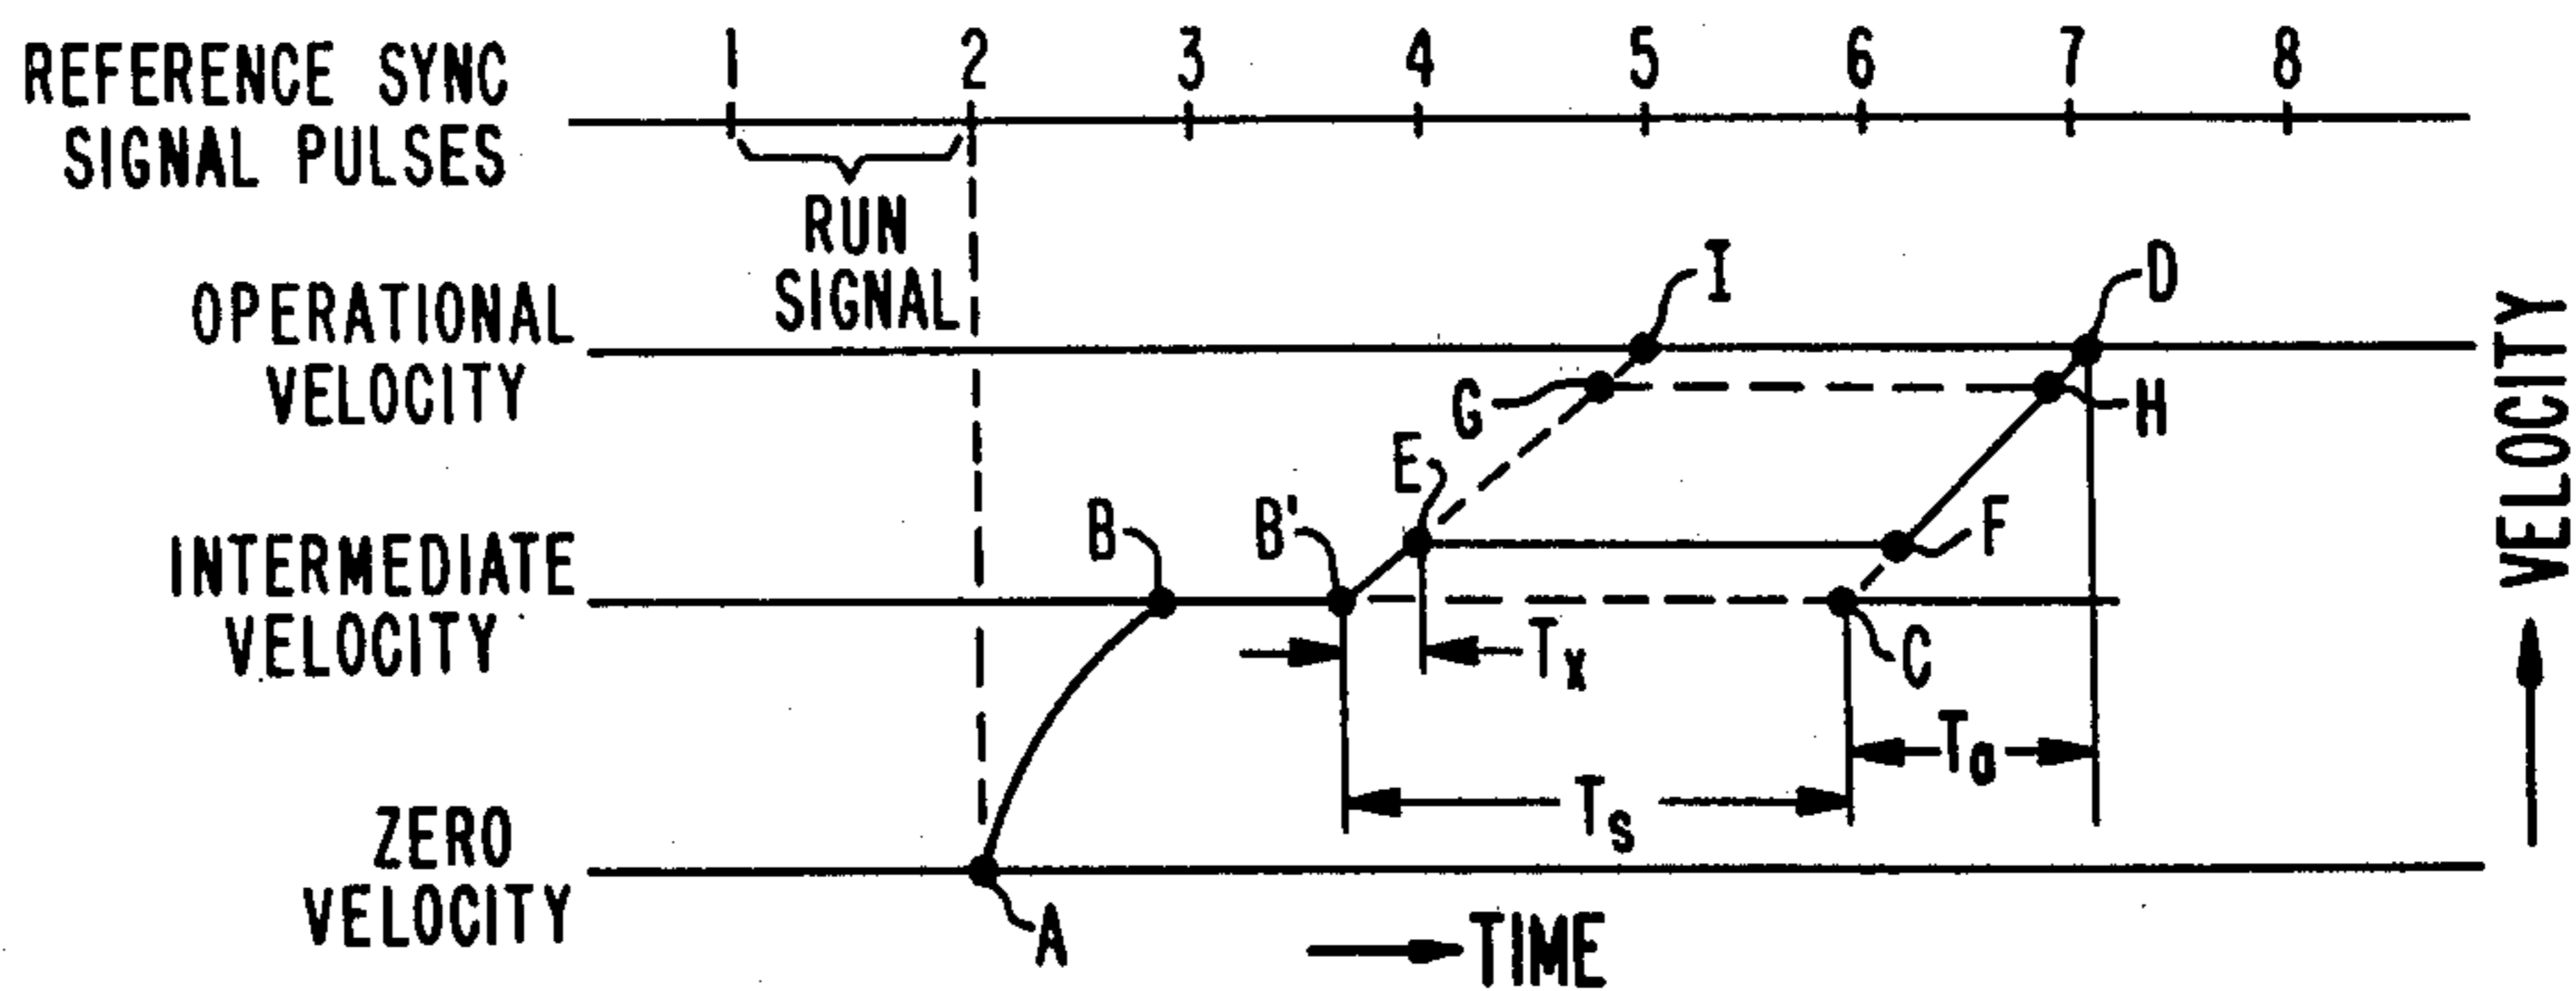 REFERENCE SYNC
SIGNAL PULSES
1 2 3 4 5 6 7 8
RUN
SIGNAL
OPERATIONAL
VELOCITY
I
D
G
H
E
INTERMEDIATE
VELOCITY
B
B'
F
C
Tx
Ta
Ts
ZERO
VELOCITY
A
TIME
VELOCITY